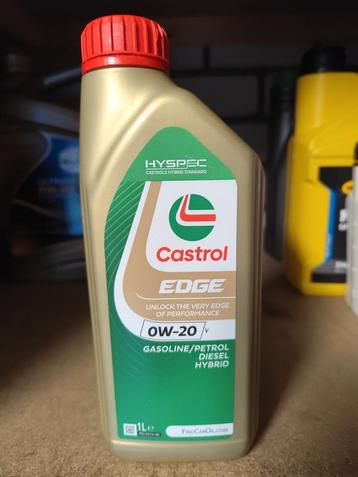 HYSPEC
CASTROL'S HYBRID STANDARD
Castrol
EDGE
UNLOCK THE VERY EDGE
OF PERFORMANCE
0W-20 V
GASOLINE/PETROL
DIESEL
HYBRID
1L e
FINDCAROIL.COM